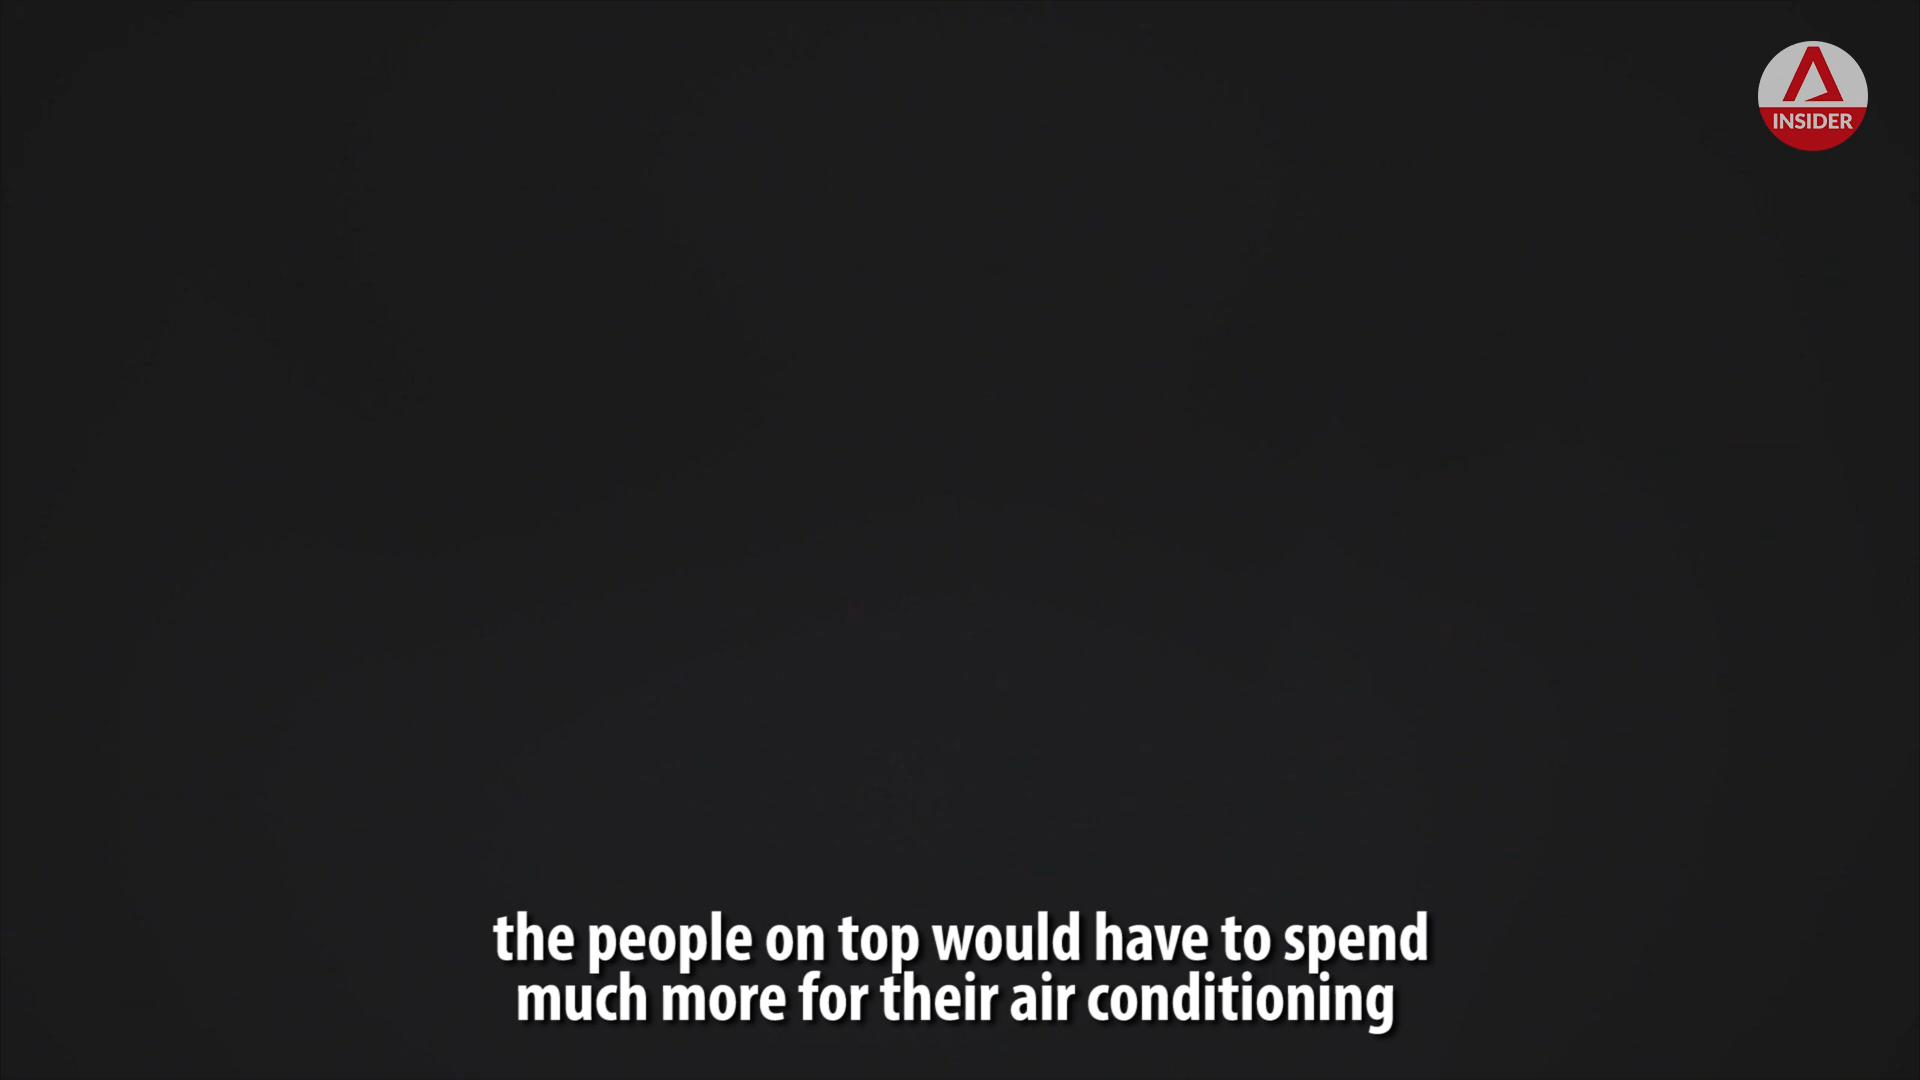 INSIDER
the people on top would have to spend
much more for their air conditioning